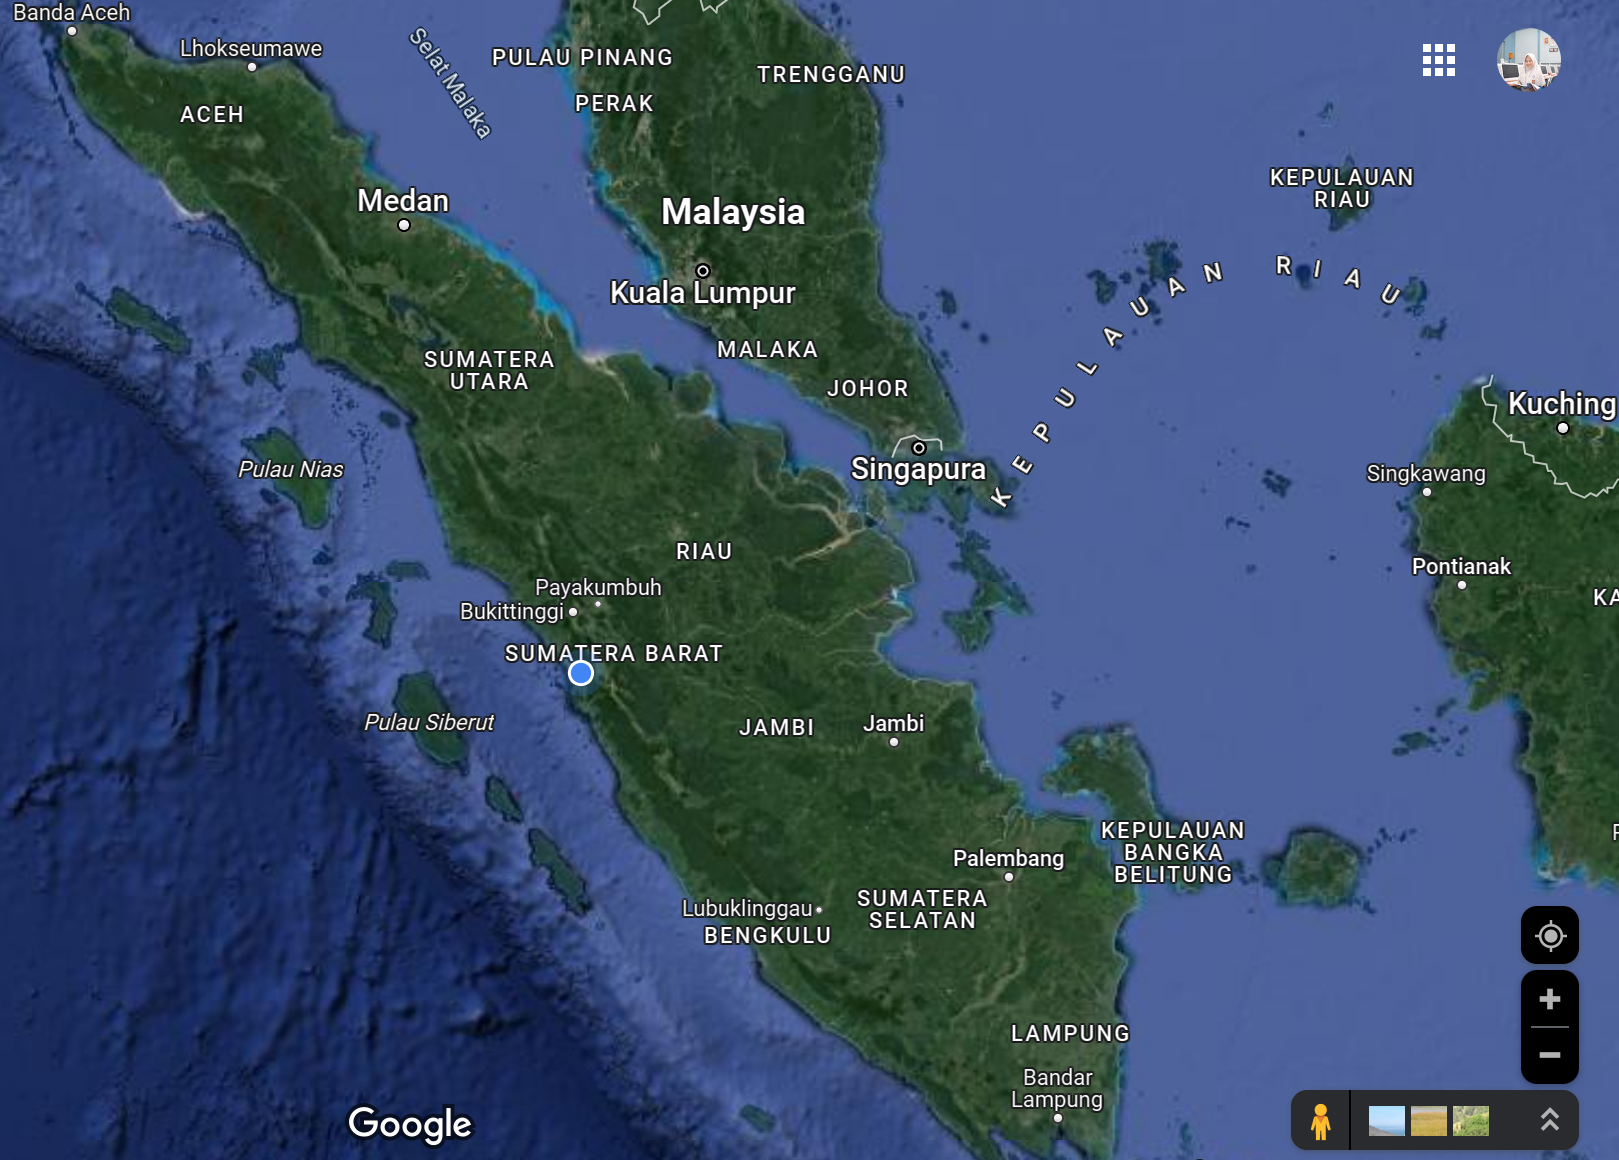 Banda Aceh
Lhokseumawe
ACEH
Selat Malaka
PULAU PINANG
PERAK
TRENGGANU
Medan
Malaysia
Kuala Lumpur
KEPULAUAN
RIAU
KEPULAUAN RIAU
MALAKA
JOHOR
SUMATERA
UTARA
Kuching
Singapura
Pulau Nias
Singkawang
RIAU
Pontianak
KA
Payakumbuh
Bukittinggi
SUMATERA BARAT
Pulau Siberut
JAMBI
Jambi
KEPULAUAN
BANGKA
BELITUNG
Palembang
SUMATERA
SELATAN
Lubuklinggau
BENGKULU
LAMPUNG
Bandar
Lampung
Google